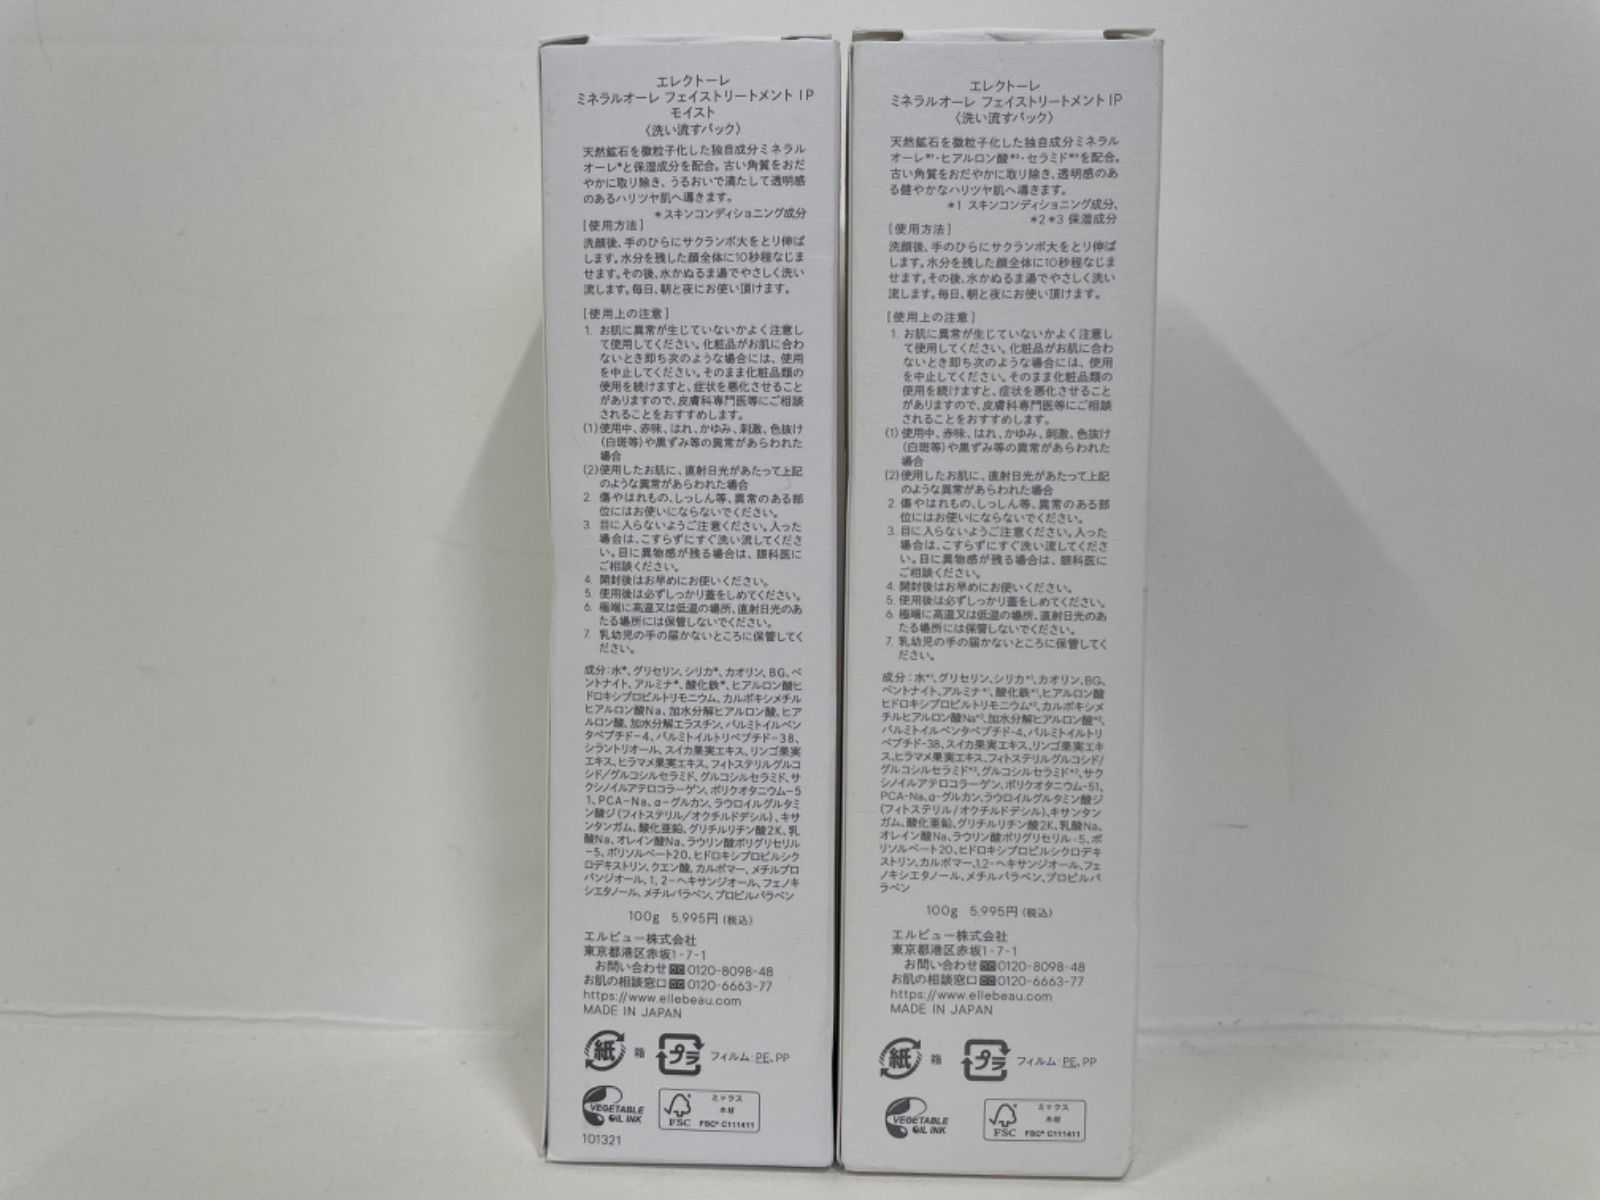 エレクトーレ
ミネラルオーレ フェイストリートメント IP
モイスト
〈洗い流すパック〉
天然鉱石を微粒子化した独自成分ミネラル
オーレ*と保湿成分を配合。古い角質をおだ
やかに取り除き、うるおいで満たして透明感
のあるハリツヤ肌へ導きます。
*スキンコンディショニング成分
[使用方法]
洗顔後、手のひらにサクランボ大をとり伸ば
します。水分を残した顔全体に10秒程なじま
せます。その後、水かぬるま湯でやさしく洗い
流します。毎日、朝と夜にお使い頂けます。
[使用上の注意]
1. お肌に異常が生じていないかよく注意し
て使用してください。化粧品がお肌に合わ
ないとき即ち次のような場合には、使用
を中止してください。そのまま化粧品類の
使用を続けますと、症状を悪化させること
がありますので、皮膚科専門医等にご相談
されることをおすすめします。
(1)使用中、赤味、はれ、かゆみ、刺激、色抜け
(白斑等)や黒ずみ等の異常があらわれた
場合
(2)使用したお肌に、直射日光があたって上記
のような異常があらわれた場合
2. 傷やはれもの、しっしん等、異常のある部
位にはお使いにならないでください。
3. 目に入らないようご注意ください。入った
場合は、こすらずにすぐ洗い流してくださ
い。目に異物感が残る場合は、眼科医に
ご相談ください。
4. 開封後はお早めにお使いください。
5. 使用後は必ずしっかり蓋をしめてください。
6. 極端に高温又は低温の場所、直射日光のあ
たる場所には保管しないでください。
7. 乳幼児の手の届かないところに保管してく
ださい。
成分：水*、グリセリン、シリカ*、カオリン、BG、ベ
ントナイト、アルミナ*、酸化鉄*、ヒアルロン酸ヒ
ドロキシプロピルトリモニウム、カルボキシメチル
ヒアルロン酸Na、加水分解ヒアルロン酸、ヒア
ルロン酸、加水分解エラスチン、パルミトイルペン
タペプチド-4、パルミトイルトリペプチド-38、
シラントリオール、スイカ果実エキス、リンゴ果実
エキス、ヒラマメ果実エキス、フィトステリルグルコ
シド/グルコシルセラミド、グルコシルセラミド、サ
クシノイルアテロコラーゲン、ポリクオタニウム-5
1、PCA-Na、α-グルカン、ラウロイルグルタミ
ン酸ジ(フィトステリル/オクチルドデシル)、キサ
ンタンガム、酸化亜鉛、グリチルリチン酸2K、乳
酸Na、オレイン酸Na、ラウリン酸ポリグリセリル
-5、ポリソルベート20、ヒドロキシプロピルシク
ロデキストリン、クエン酸、カルボマー、メチルプロ
パンジオール、1,2-ヘキサンジオール、フェノキ
シエタノール、メチルパラベン、プロピルパラベン
100g 5,995円 (税込)
エルビュー株式会社
東京都港区赤坂1-7-1
お問い合わせ 0120-8098-48
お肌の相談窓口 0120-6663-77
https://www.ellebeau.com
MADE IN JAPAN
紙 箱 プラ フィルム：PE、PP
VEGETABLE
OIL INK
FSC
ミックス
木材
FSC® C111411
101321
エレクトーレ
ミネラルオーレ フェイストリートメント IP
〈洗い流すパック〉
天然鉱石を微粒子化した独自成分ミネラル
オーレ*1・ヒアルロン酸*2・セラミド*3を配合。
古い角質をおだやかに取り除き、透明感のあ
る健やかなハリツヤ肌へ導きます。
*1 スキンコンディショニング成分、
*2 *3 保湿成分
[使用方法]
洗顔後、手のひらにサクランボ大をとり伸ば
します。水分を残した顔全体に10秒程なじま
せます。その後、水かぬるま湯でやさしく洗い
流します。毎日、朝と夜にお使い頂けます。
[使用上の注意]
1. お肌に異常が生じていないかよく注意し
て使用してください。化粧品がお肌に合わ
ないとき即ち次のような場合には、使用
を中止してください。そのまま化粧品類の
使用を続けますと、症状を悪化させること
がありますので、皮膚科専門医等にご相談
されることをおすすめします。
(1)使用中、赤味、はれ、かゆみ、刺激、色抜け
(白斑等)や黒ずみ等の異常があらわれた
場合
(2)使用したお肌に、直射日光があたって上記
のような異常があらわれた場合
2. 傷やはれもの、しっしん等、異常のある部
位にはお使いにならないでください。
3. 目に入らないようご注意ください。入った
場合は、こすらずにすぐ洗い流してくださ
い。目に異物感が残る場合は、眼科医に
ご相談ください。
4. 開封後はお早めにお使いください。
5. 使用後は必ずしっかり蓋をしめてください。
6. 極端に高温又は低温の場所、直射日光のあ
たる場所には保管しないでください。
7. 乳幼児の手の届かないところに保管してく
ださい。
成分：水*1、グリセリン、シリカ*1、カオリン、BG、
ベントナイト、アルミナ*1、酸化鉄*1、ヒアルロン酸
ヒドロキシプロピルトリモニウム*2、カルボキシメ
チルヒアルロン酸Na*2、加水分解ヒアルロン酸*2、
パルミトイルペンタペプチド-4、パルミトイルトリ
ペプチド-38、スイカ果実エキス、リンゴ果実エキ
ス、ヒラマメ果実エキス、フィトステリルグルコシド/
グルコシルセラミド*3、グルコシルセラミド*3、サク
シノイルアテロコラーゲン、ポリクオタニウム-51、
PCA-Na、α-グルカン、ラウロイルグルタミン酸ジ
(フィトステリル/オクチルドデシル)、キサンタン
ガム、酸化亜鉛、グリチルリチン酸2K、乳酸Na、
オレイン酸Na、ラウリン酸ポリグリセリル-5、ポ
リソルベート20、ヒドロキシプロピルシクロデキ
ストリン、カルボマー、1,2-ヘキサンジオール、フェ
ノキシエタノール、メチルパラベン、プロピルパ
ラベン
100g 5,995円 (税込)
エルビュー株式会社
東京都港区赤坂1-7-1
お問い合わせ 0120-8098-48
お肌の相談窓口 0120-6663-77
https://www.ellebeau.com
MADE IN JAPAN
紙 箱 プラ フィルム：PE、PP
VEGETABLE
OIL INK
FSC
ミックス
木材
FSC® C111411